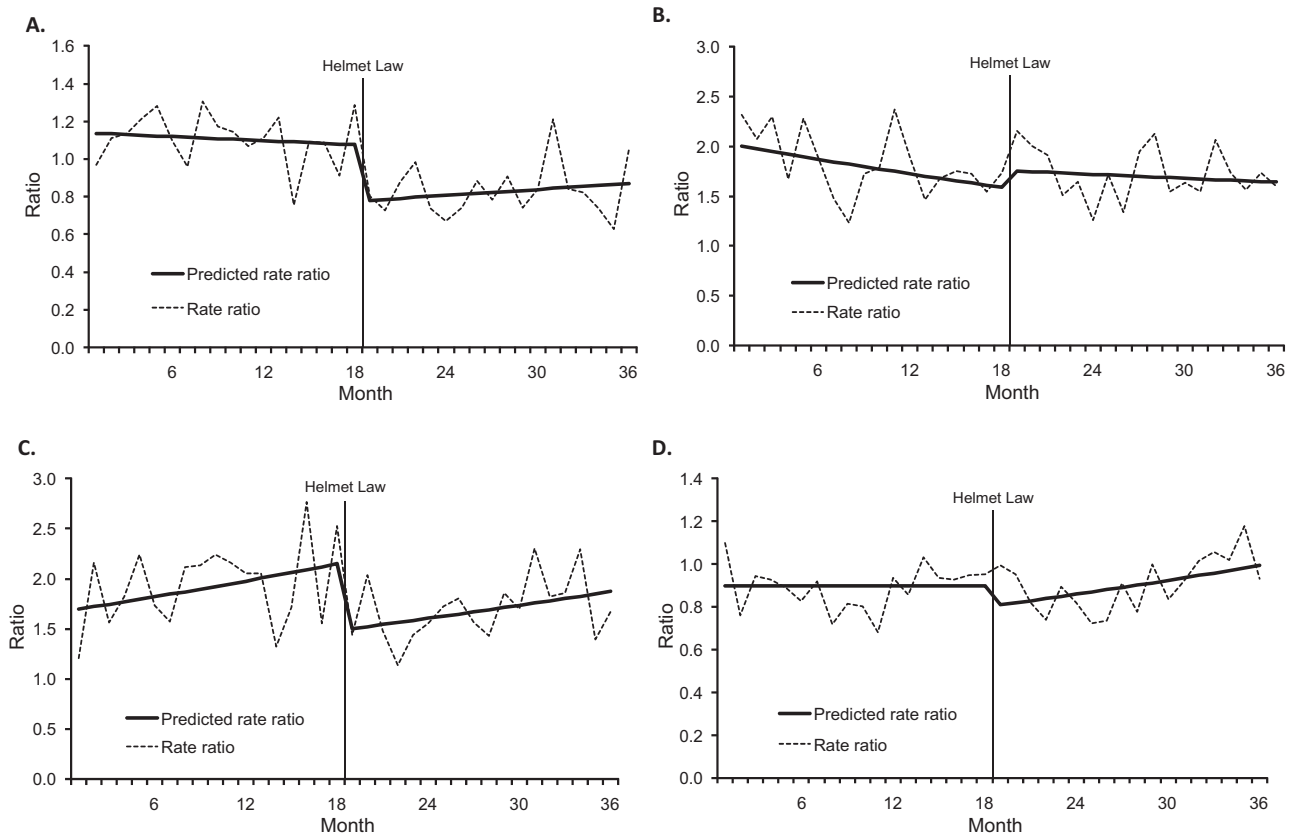 A.
1.6
1.4
1.2
1.0
0.8
0.6
0.4
0.2
0.0
Ratio
Helmet Law
Predicted rate ratio
Rate ratio
6 12 18 24 30 36
Month
B.
3.0
2.5
2.0
1.5
1.0
0.5
0.0
Ratio
Helmet Law
Predicted rate ratio
Rate ratio
6 12 18 24 30 36
Month
C.
3.0
2.5
2.0
1.5
1.0
0.5
0.0
Ratio
Helmet Law
Predicted rate ratio
Rate ratio
6 12 18 24 30 36
Month
D.
1.4
1.2
1.0
0.8
0.6
0.4
0.2
0.0
Ratio
Helmet Law
Predicted rate ratio
Rate ratio
6 12 18 24 30 36
Month